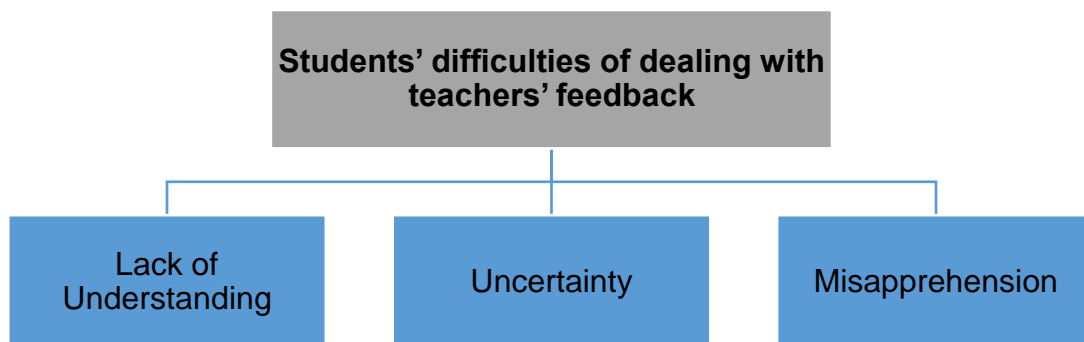 Students’ difficulties of dealing with
teachers’ feedback
Lack of
Understanding
Uncertainty
Misapprehension